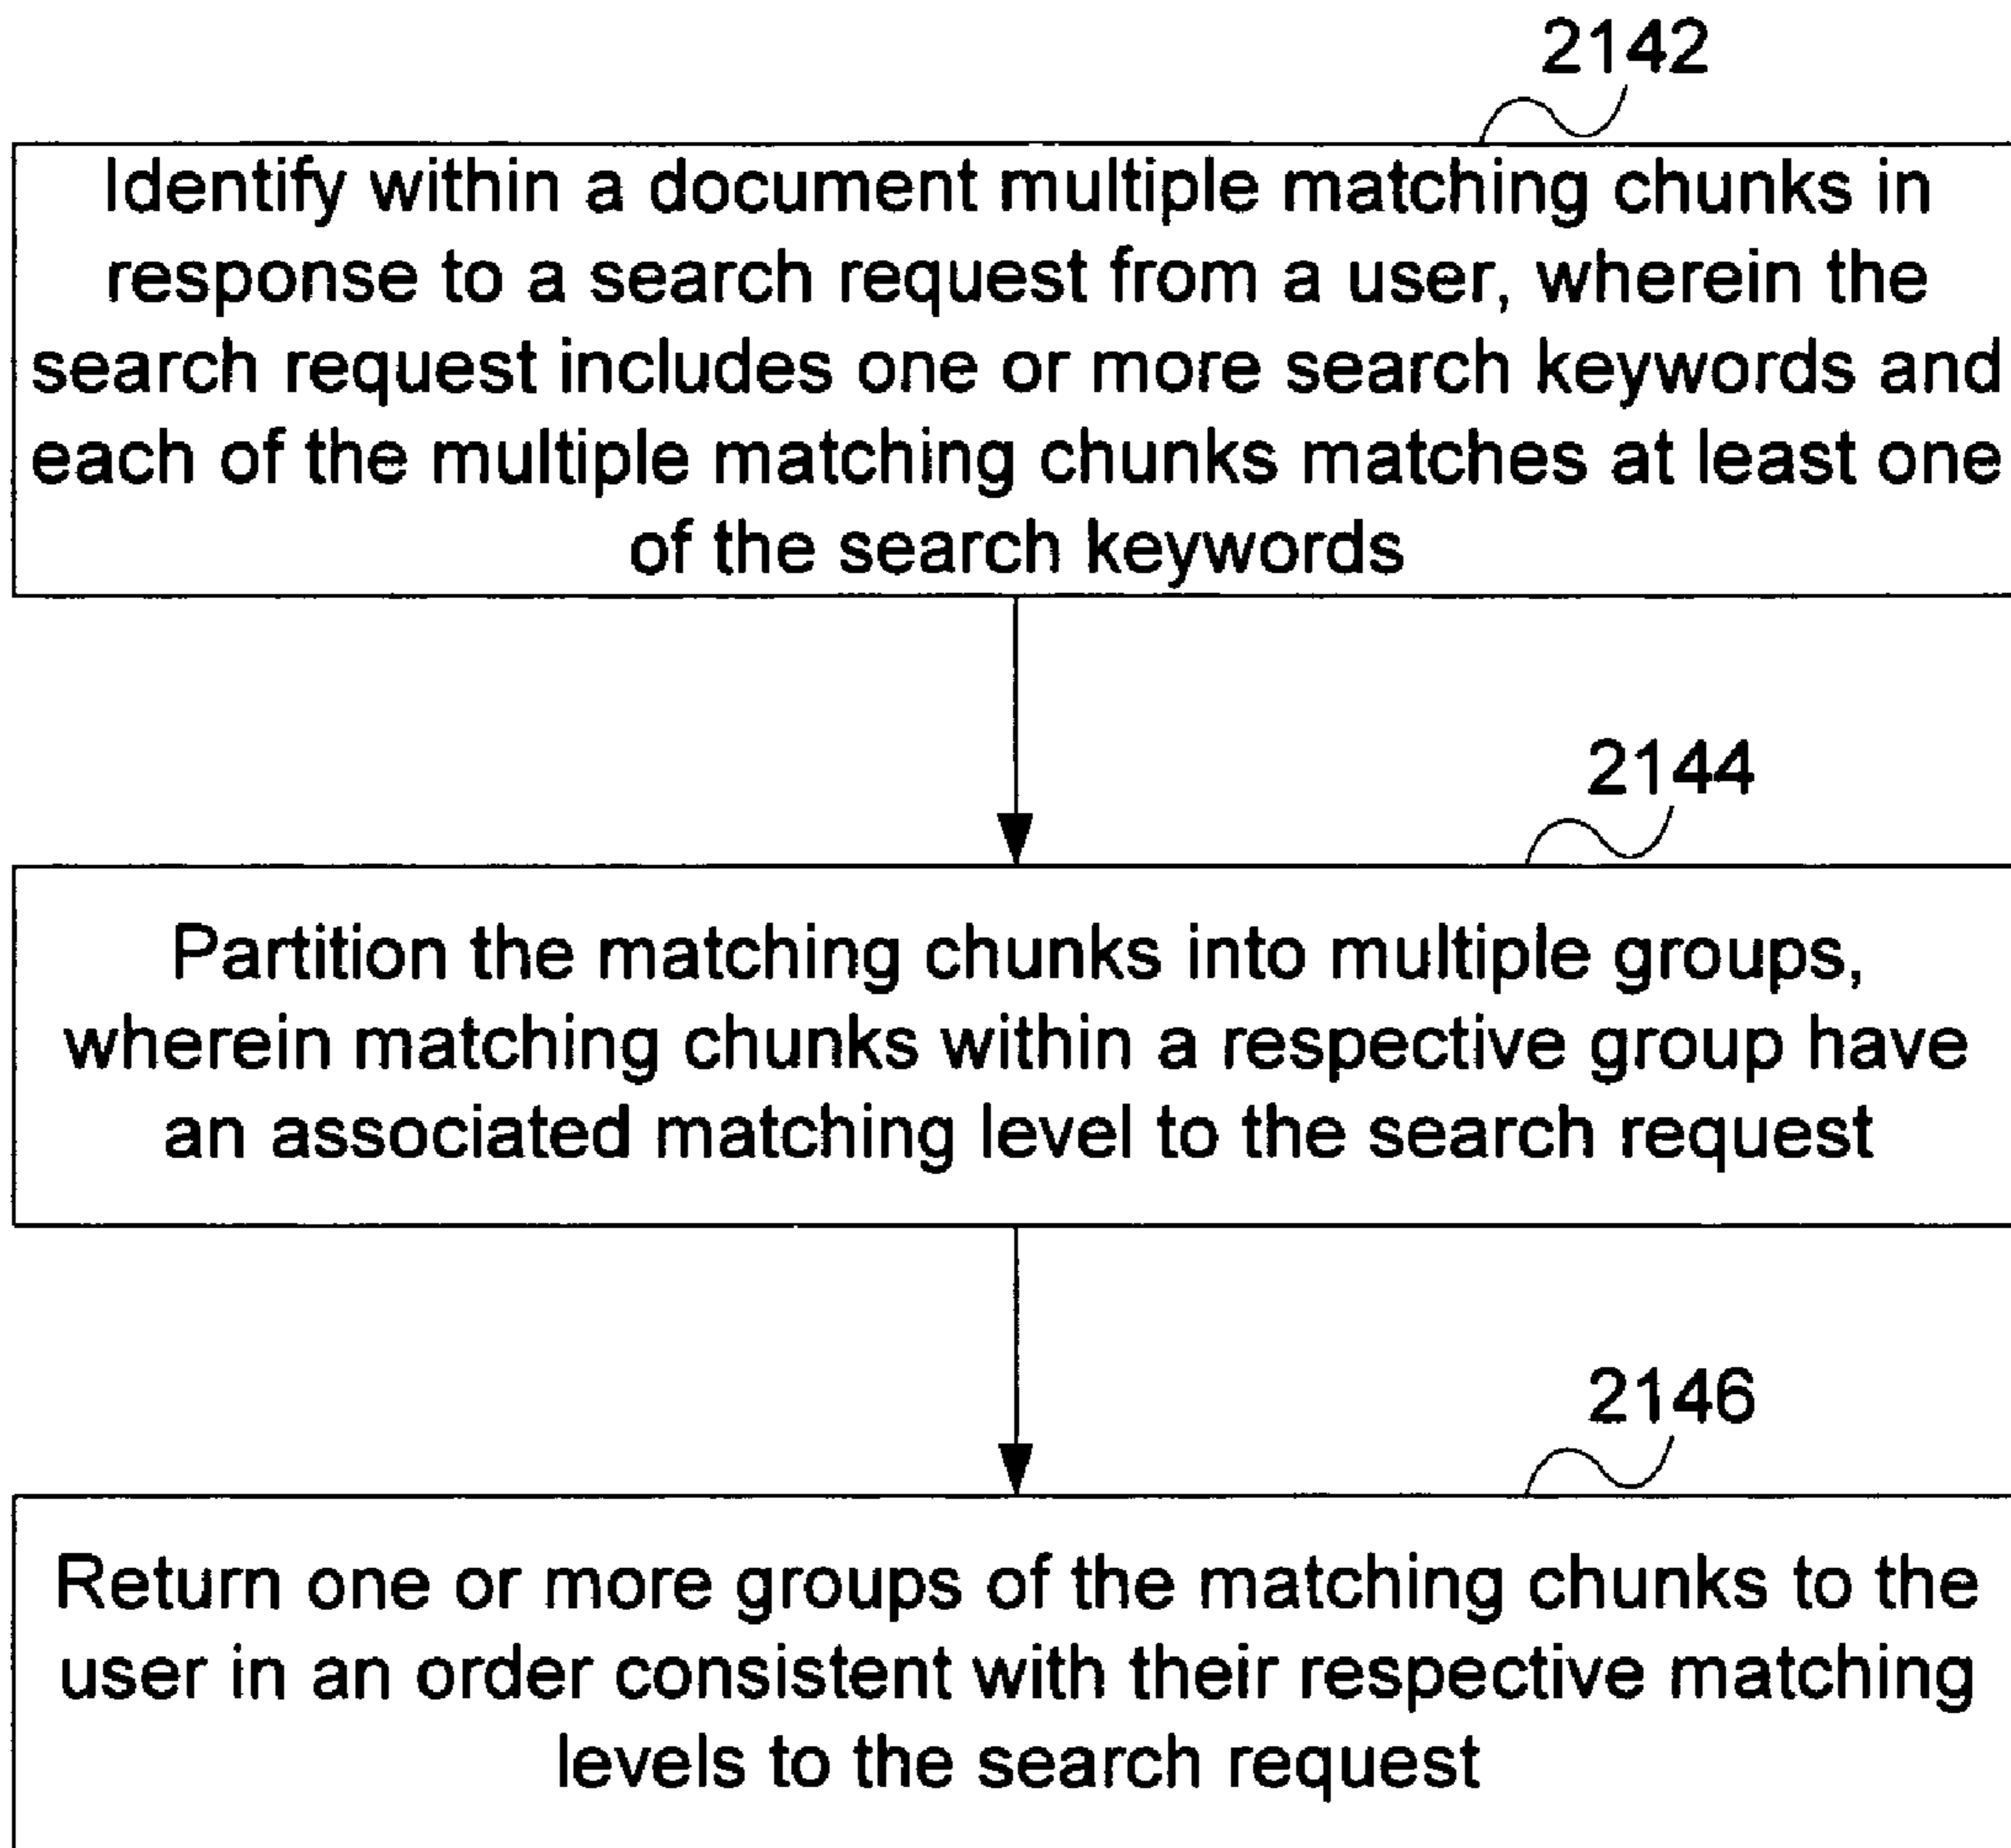 2142
Identify within a document multiple matching chunks in
response to a search request from a user, wherein the
search request includes one or more search keywords and
each of the multiple matching chunks matches at least one
of the search keywords
2144
Partition the matching chunks into multiple groups,
wherein matching chunks within a respective group have
an associated matching level to the search request
2146
Return one or more groups of the matching chunks to the
user in an order consistent with their respective matching
levels to the search request